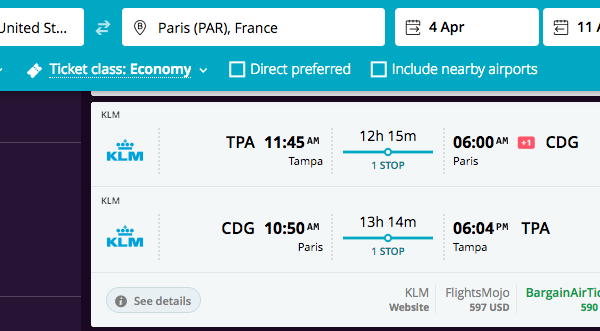 United St... Paris (PAR), France 4 Apr 11
Ticket class: Economy Direct preferred Include nearby airports
KLM
KLM TPA 11:45 AM 12h 15m 06:00 AM +1 CDG
Tampa 1 STOP Paris
KLM
KLM CDG 10:50 AM 13h 14m 06:04 PM TPA
Paris 1 STOP Tampa
See details KLM FlightsMojo BargainAirTic
Website 597 USD 590